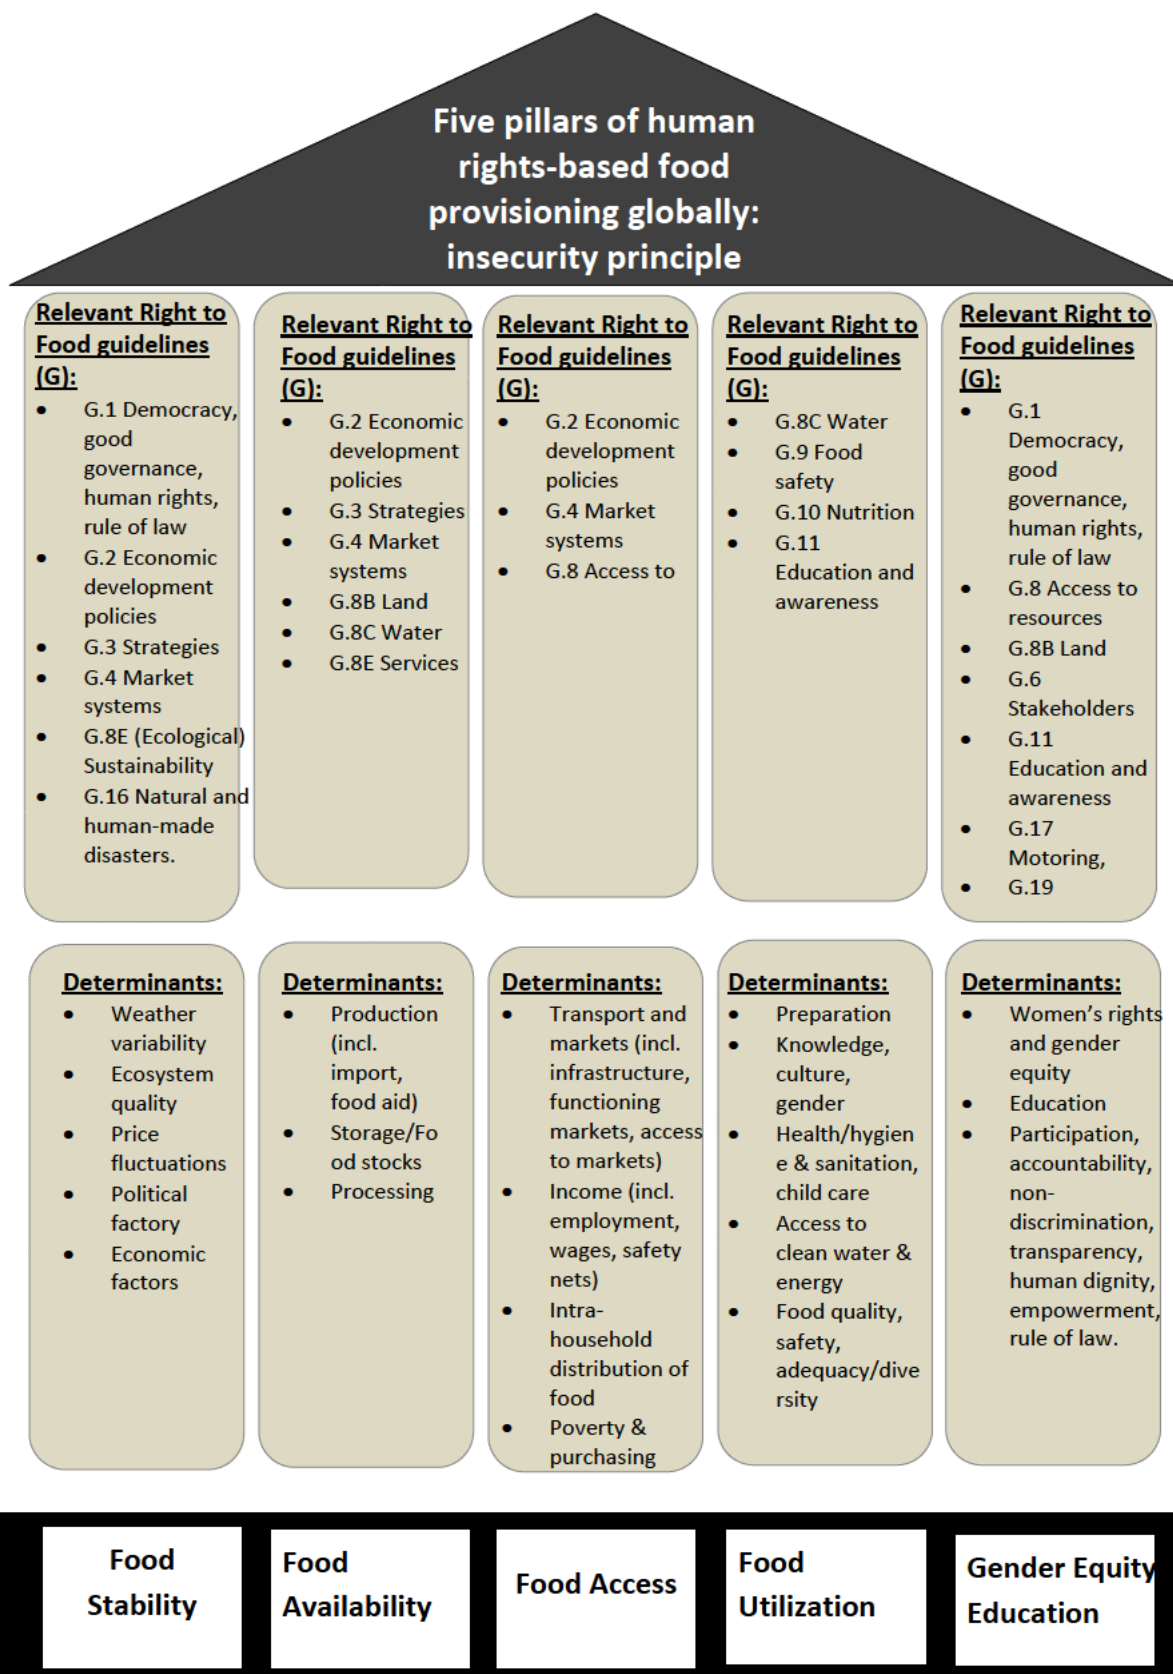 Five pillars of human
rights-based food
provisioning globally:
insecurity principle
Relevant Right to
Food guidelines
(G):
• G.1 Democracy,
good
governance,
human rights,
rule of law
• G.2 Economic
development
policies
• G.3 Strategies
• G.4 Market
systems
• G.8E (Ecological)
Sustainability
• G.16 Natural and
human-made
disasters.
Relevant Right to
Food guidelines
(G):
• G.2 Economic
development
policies
• G.3 Strategies
• G.4 Market
systems
• G.8B Land
• G.8C Water
• G.8E Services
Relevant Right to
Food guidelines
(G):
• G.2 Economic
development
policies
• G.4 Market
systems
• G.8 Access to
Relevant Right to
Food guidelines
(G):
• G.8C Water
• G.9 Food
safety
• G.10 Nutrition
• G.11
Education and
awareness
Relevant Right to
Food guidelines
(G):
• G.1
Democracy,
good
governance,
human rights,
rule of law
• G.8 Access to
resources
• G.8B Land
• G.6
Stakeholders
• G.11
Education and
awareness
• G.17
Motoring,
• G.19
Determinants:
• Weather
variability
• Ecosystem
quality
• Price
fluctuations
• Political
factory
• Economic
factors
Determinants:
• Production
(incl.
import,
food aid)
• Storage/Fo
od stocks
• Processing
Determinants:
• Transport and
markets (incl.
infrastructure,
functioning
markets, access
to markets)
• Income (incl.
employment,
wages, safety
nets)
• Intra-
household
distribution of
food
• Poverty &
purchasing
Determinants:
• Preparation
• Knowledge,
culture,
gender
• Health/hygien
e & sanitation,
child care
• Access to
clean water &
energy
• Food quality,
safety,
adequacy/dive
rsity
Determinants:
• Women's rights
and gender
equity
• Education
• Participation,
accountability,
non-
discrimination,
transparency,
human dignity,
empowerment,
rule of law.
Food
Stability
Food
Availability
Food Access
Food
Utilization
Gender Equity
Education